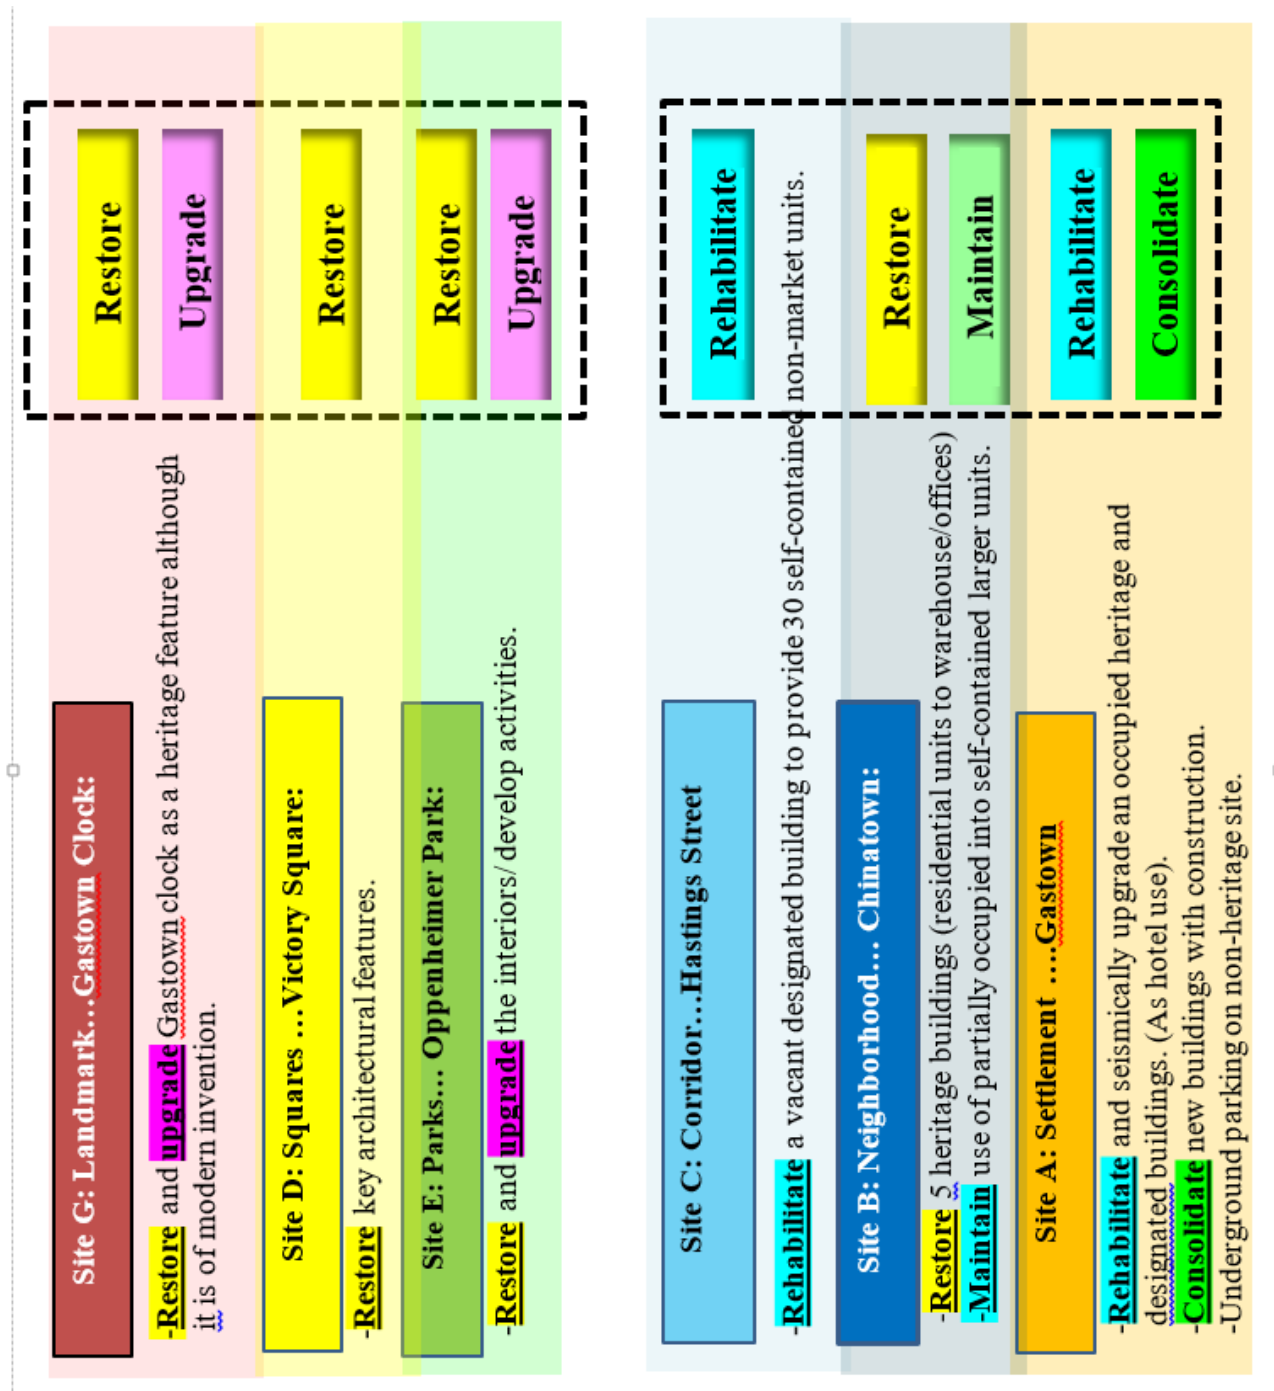 Site G: Landmark…Gastown Clock:
-Restore and upgrade Gastown clock as a heritage feature although
it is of modern invention.
Restore
Upgrade
Site D: Squares …Victory Square:
-Restore key architectural features.
Restore
Site E: Parks… Oppenheimer Park:
-Restore and upgrade the interiors/ develop activities.
Restore
Upgrade
Site C: Corridor…Hastings Street
-Rehabilitate a vacant designated building to provide 30 self-contained non-market units.
Rehabilitate
Site B: Neighborhood… Chinatown:
-Restore 5 heritage buildings (residential units to warehouse/offices)
-Maintain use of partially occupied into self-contained larger units.
Restore
Maintain
Site A: Settlement ….Gastown
-Rehabilitate and seismically upgrade an occupied heritage and
designated buildings. (As hotel use).
-Consolidate new buildings with construction.
-Underground parking on non-heritage site.
Rehabilitate
Consolidate